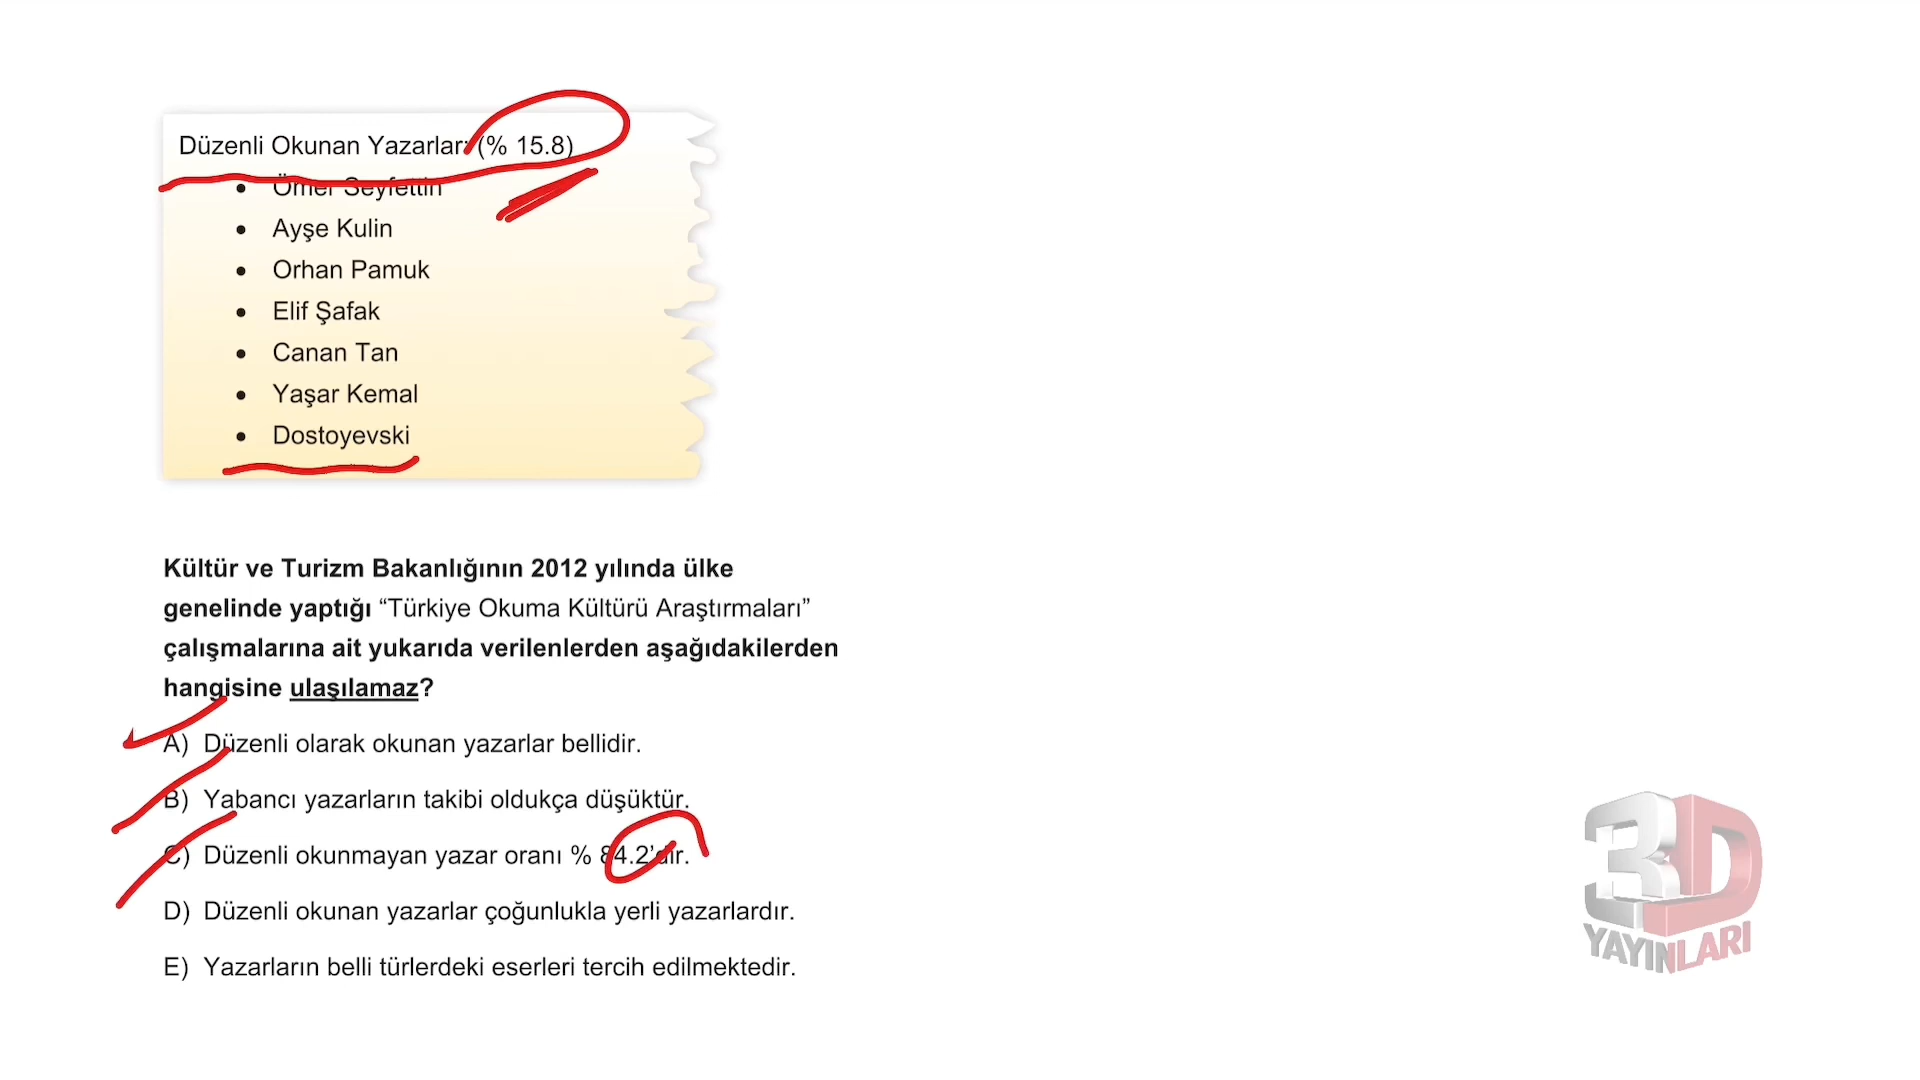 Düzenli Okunan Yazarlar: (% 15.8)
• Ömer Seyfettin
• Ayşe Kulin
• Orhan Pamuk
• Elif Şafak
• Canan Tan
• Yaşar Kemal
• Dostoyevski
Kültür ve Turizm Bakanlığının 2012 yılında ülke
genelinde yaptığı “Türkiye Okuma Kültürü Araştırmaları”
çalışmalarına ait yukarıda verilenlerden aşağıdakilerden
hangisine ulaşılamaz?
A) Düzenli olarak okunan yazarlar bellidir.
B) Yabancı yazarların takibi oldukça düşüktür.
C) Düzenli okunmayan yazar oranı % 84.2’dir.
D) Düzenli okunan yazarlar çoğunlukla yerli yazarlardır.
E) Yazarların belli türlerdeki eserleri tercih edilmektedir.
3D
YAYINLARI